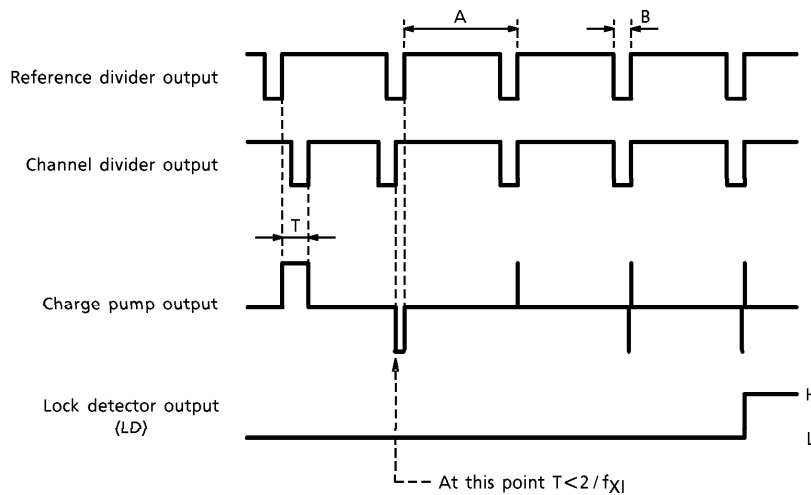 A
B
Reference divider output
Channel divider output
T
Charge pump output
Lock detector output
(LD)
H
L
At this point T<2/fXI